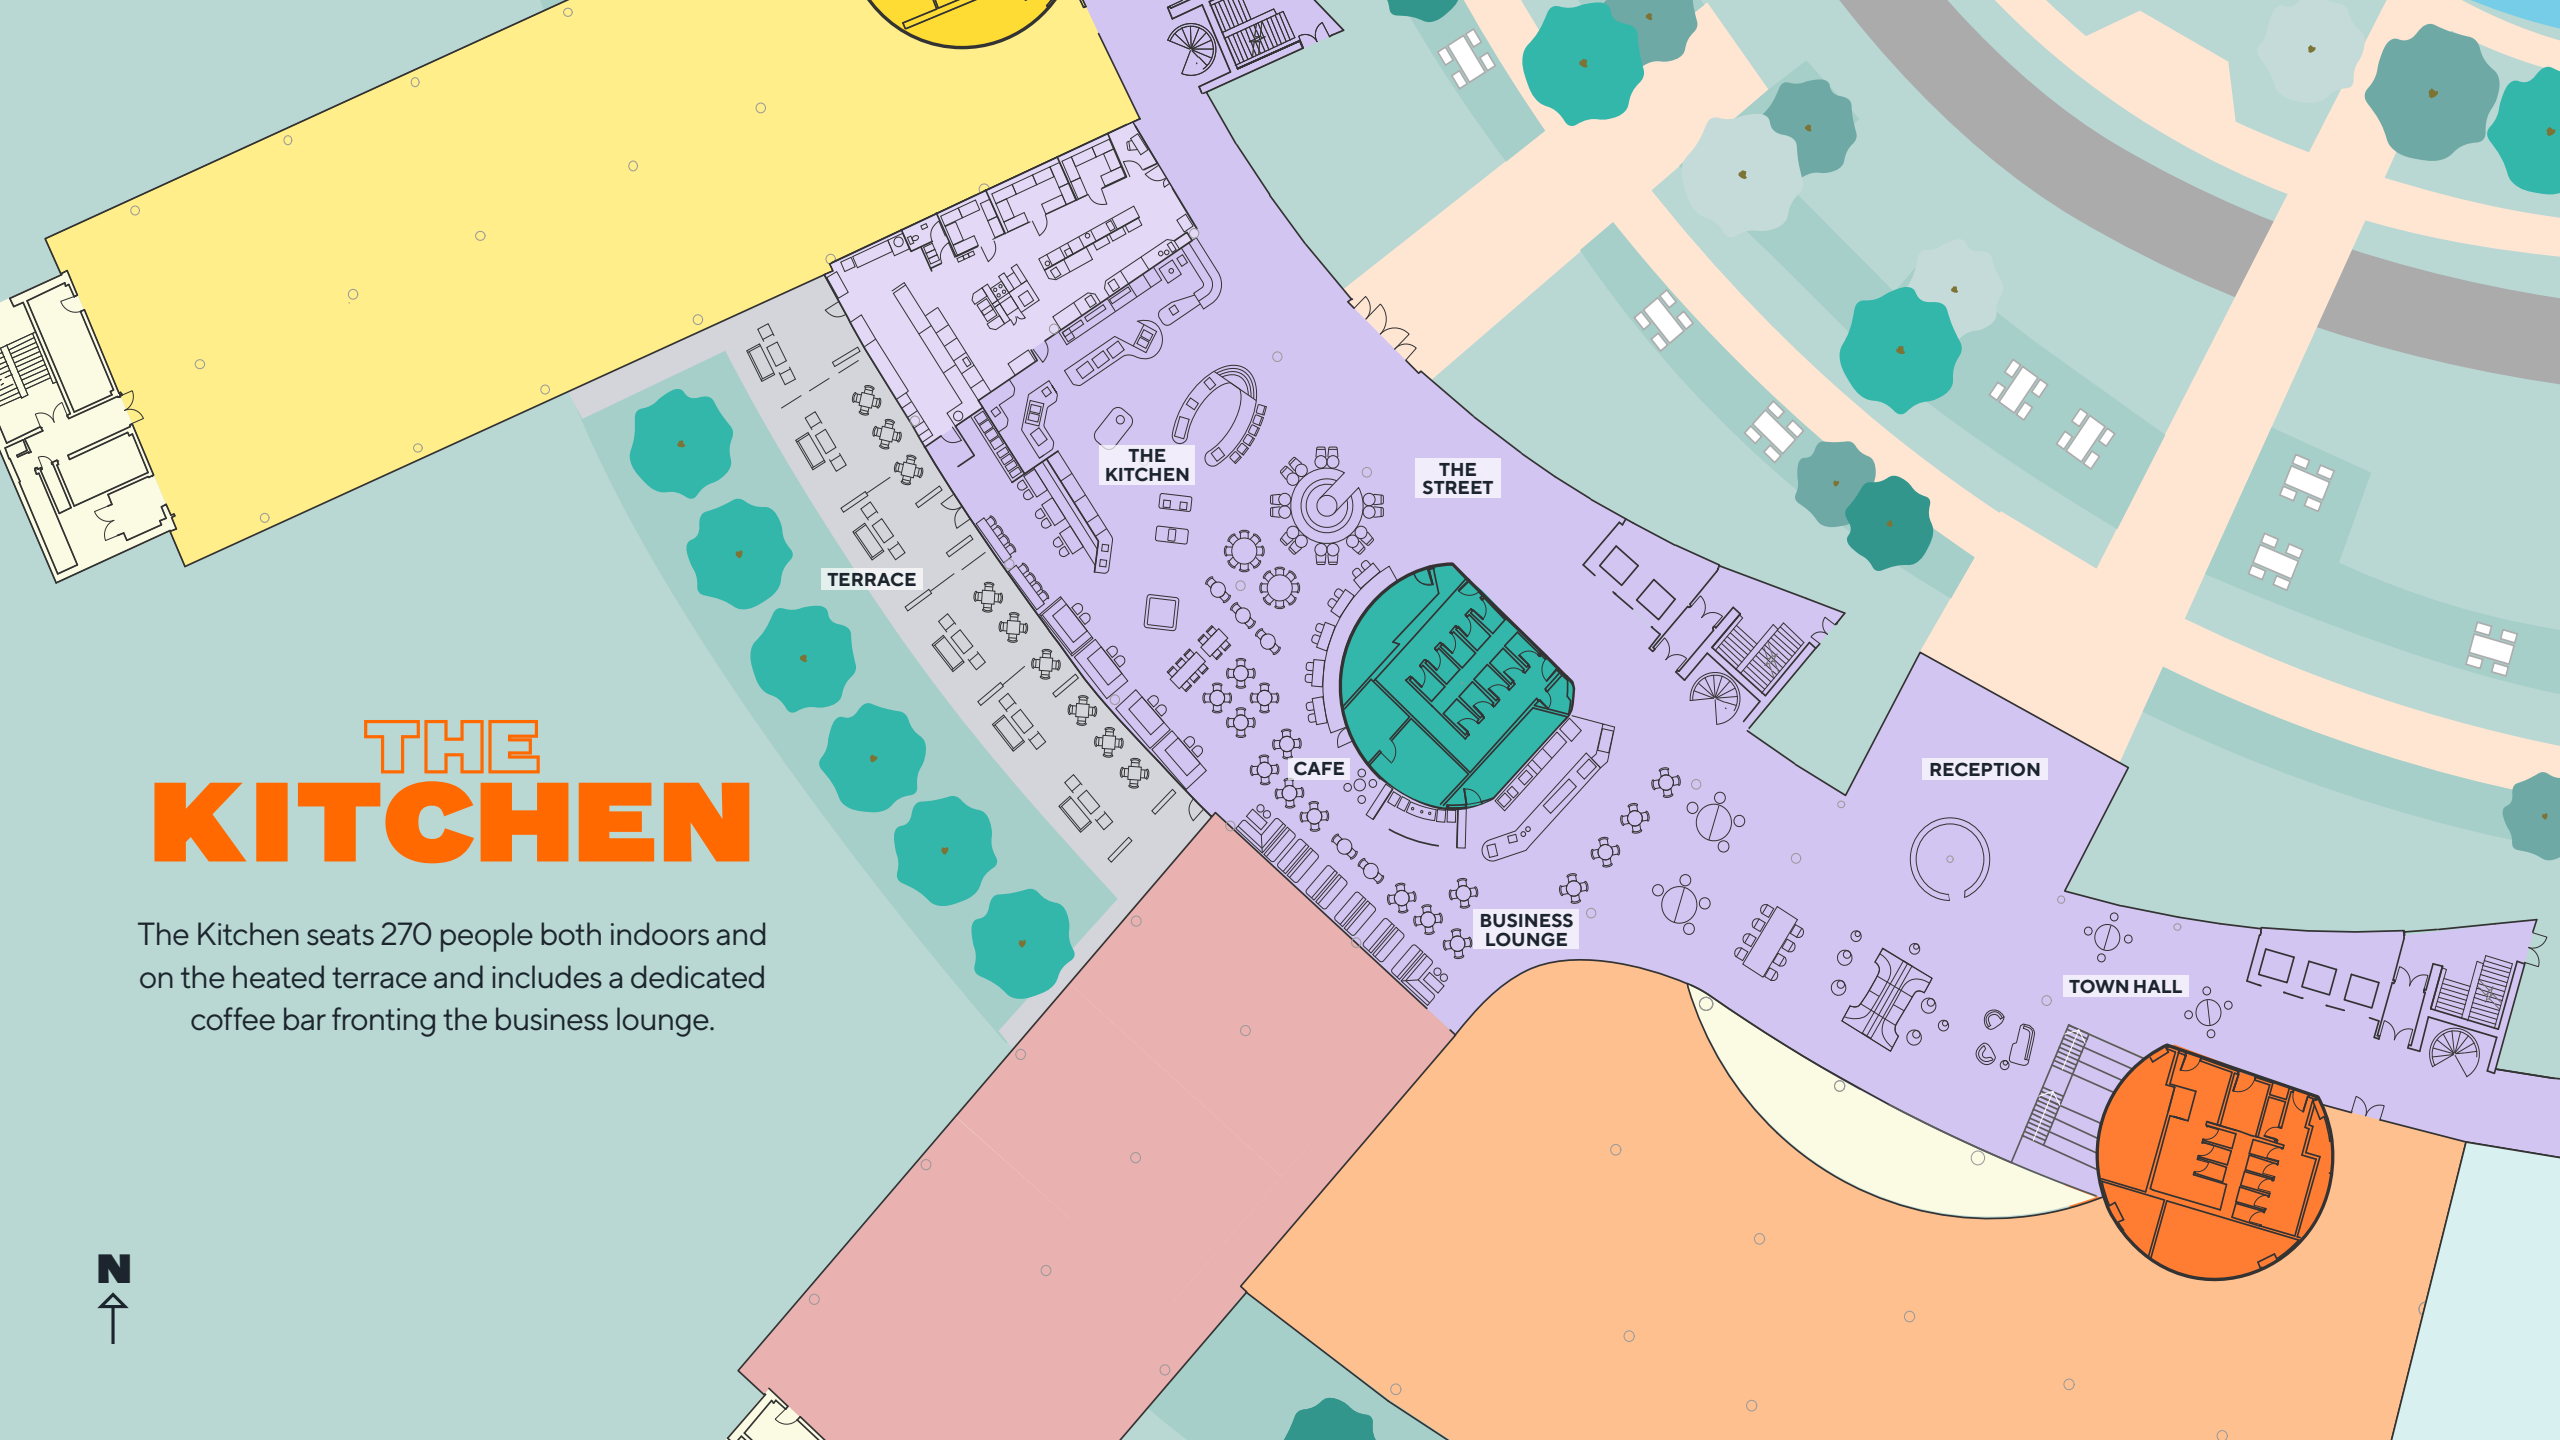 THE
KITCHEN
THE
STREET
TERRACE
THE
KITCHEN
The Kitchen seats 270 people both indoors and
on the heated terrace and includes a dedicated
coffee bar fronting the business lounge.
CAFE
RECEPTION
BUSINESS
LOUNGE
TOWN HALL
N